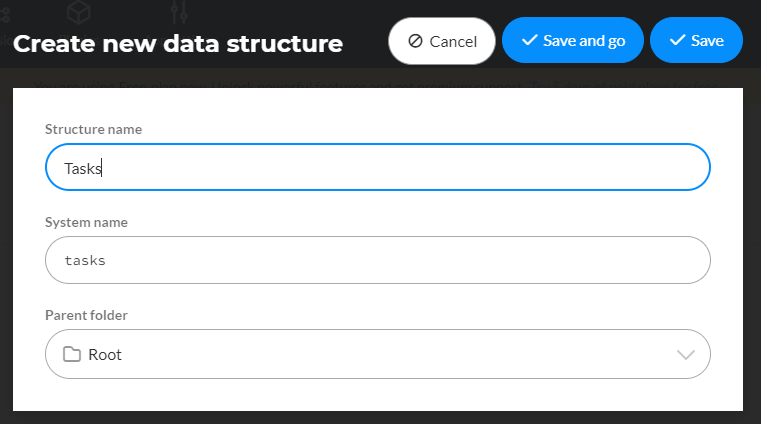 Create new data structure
Cancel
Save and go
Save
Structure name
Tasks
System name
tasks
Parent folder
Root